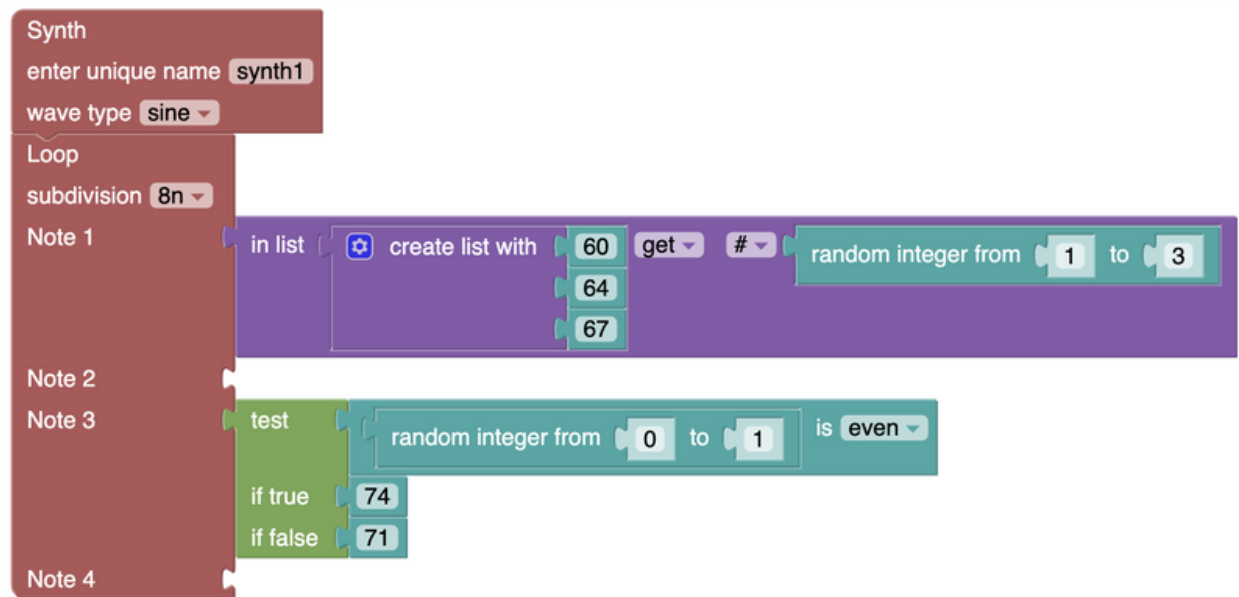 Synth
enter unique name synth1
wave type sine
Loop
subdivision 8n
Note 1 in list create list with 60 get # random integer from 1 to 3
64
67
Note 2
Note 3 test random integer from 0 to 1 is even
if true 74
if false 71
Note 4